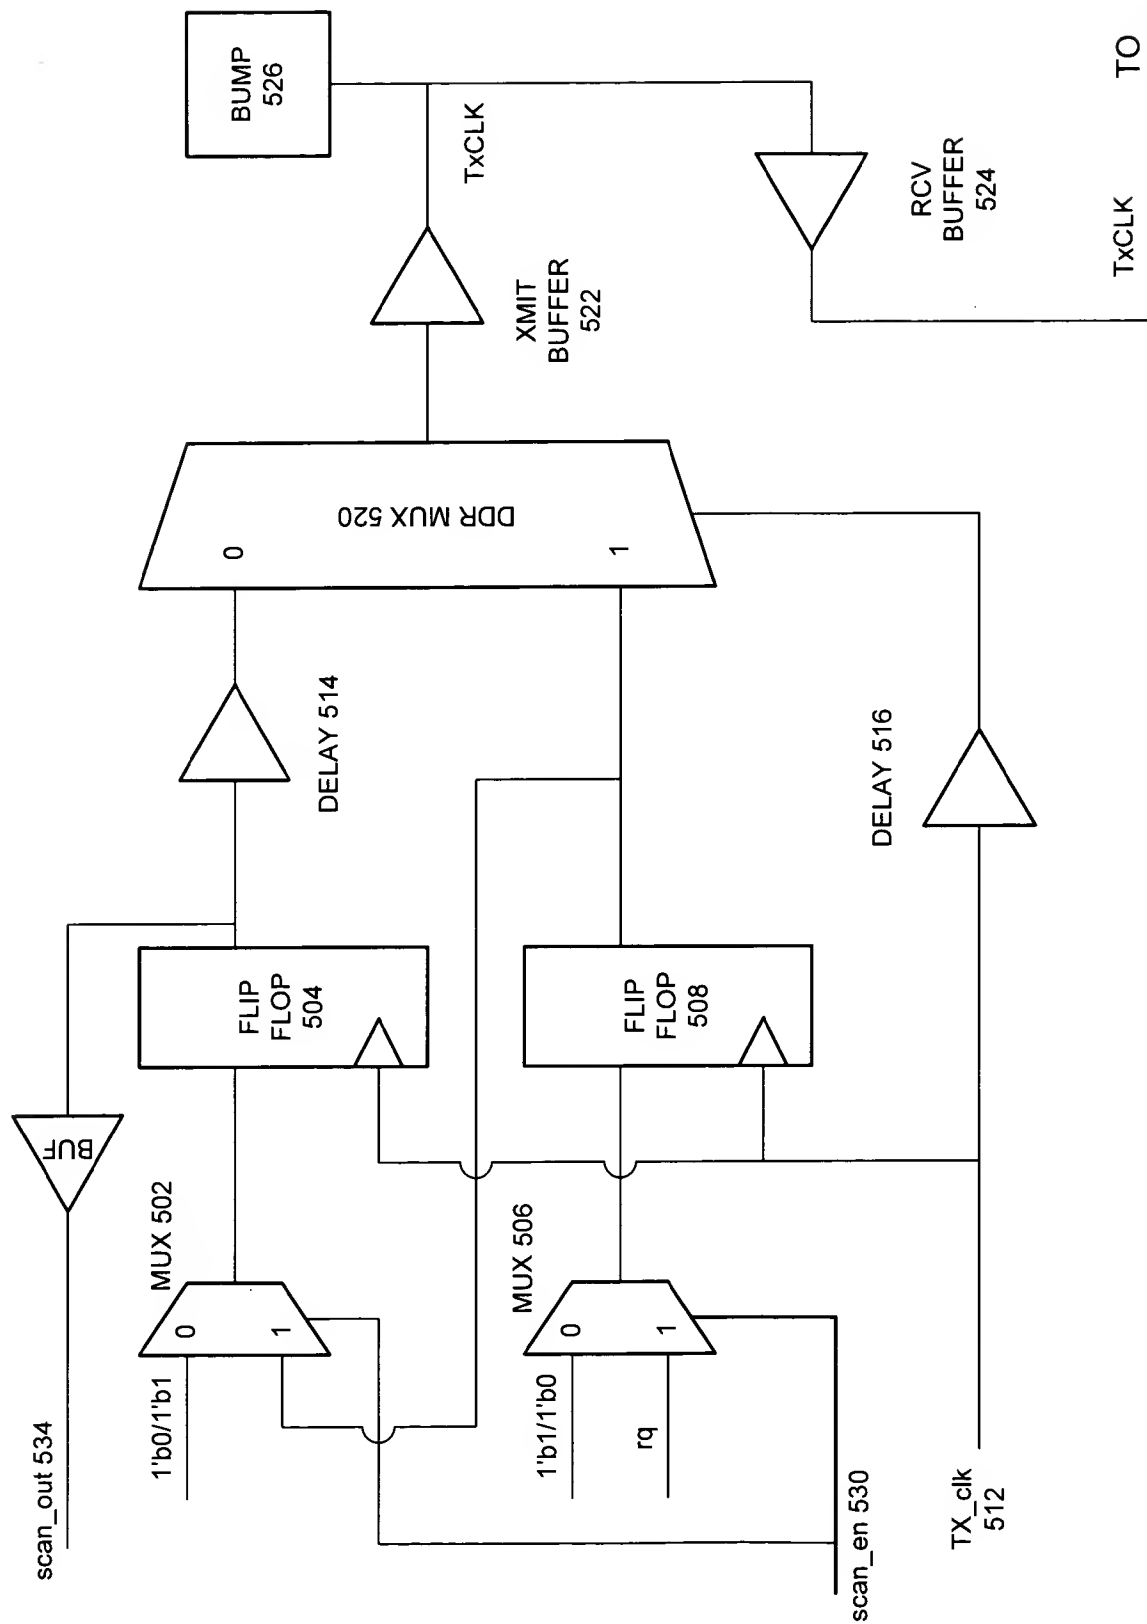 scan_out 534
BUF
BUMP
526
MUX 502
1'b0/1'b1
0
1
FLIP
FLOP
504
DELAY 514
0
1
DDR MUX 520
TxCLK
XMIT
BUFFER
522
MUX 506
1'b1/1'b0
rq
0
1
FLIP
FLOP
508
DELAY 516
RCV
BUFFER
524
scan_en 530
TX_clk
512
TxCLK
TO